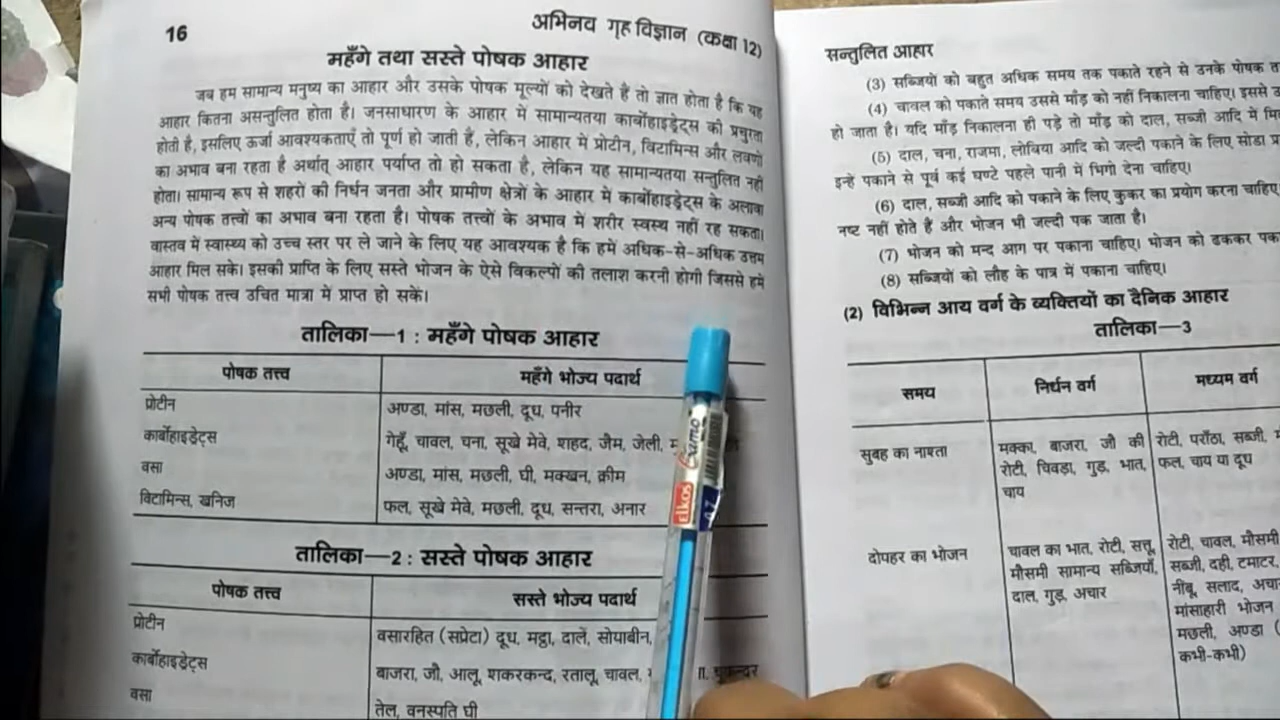 16
अभिनव गृह विज्ञान (कक्षा 12)
महँगे तथा सस्ते पोषक आहार
जब हम सामान्य मनुष्य का आहार और उसके पोषक मूल्यों को देखते हैं तो ज्ञात होता है कि यह
आहार कितना असन्तुलित होता है। जनसाधारण के आहार में सामान्यतया कार्बोहाइड्रेट्स की प्रचुरता
होती है, इसलिए ऊर्जा आवश्यकताएँ तो पूर्ण हो जाती हैं, लेकिन आहार में प्रोटीन, विटामिन्स और लवणों
का अभाव बना रहता है अर्थात् आहार पर्याप्त तो हो सकता है, लेकिन यह सामान्यतया सन्तुलित नहीं
होता। सामान्य रूप से शहरों की निर्धन जनता और ग्रामीण क्षेत्रों के आहार में कार्बोहाइड्रेट्स के अलावा
अन्य पोषक तत्त्वों का अभाव बना रहता है। पोषक तत्त्वों के अभाव में शरीर स्वस्थ नहीं रह सकता।
वास्तव में स्वास्थ्य को उच्च स्तर पर ले जाने के लिए यह आवश्यक है कि हमें अधिक-से-अधिक उत्तम
आहार मिल सके। इसकी प्राप्ति के लिए सस्ते भोजन के ऐसे विकल्पों की तलाश करनी होगी जिससे हमें
सभी पोषक तत्त्व उचित मात्रा में प्राप्त हो सकें।
तालिका—1 : महँगे पोषक आहार
पोषक तत्त्व महँगे भोज्य पदार्थ
प्रोटीन अण्डा, मांस, मछली, दूध, पनीर
कार्बोहाइड्रेट्स गेहूँ, चावल, चना, सूखे मेवे, शहद, जैम, जेली,
वसा अण्डा, मांस, मछली, घी, मक्खन, क्रीम
विटामिन्स, खनिज फल, सूखे मेवे, मछली, दूध, सन्तरा, अनार
तालिका—2 : सस्ते पोषक आहार
पोषक तत्त्व सस्ते भोज्य पदार्थ
प्रोटीन वसारहित (सप्रेटा) दूध, मट्ठा, दालें, सोयाबीन,
कार्बोहाइड्रेट्स बाजरा, जौ, आलू, शकरकन्द, रतालू, चावल, चुकन्दर
वसा तेल, वनस्पति घी
Examo
elkos
0.7
सन्तुलित आहार
(3) सब्जियों को बहुत अधिक समय तक पकाते रहने से उनके पोषक
(4) चावल को पकाते समय उससे माँड़ को नहीं निकालना चाहिए। इससे
हो जाता है। यदि माँड़ निकालना ही पड़े तो माँड़ को दाल, सब्जी आदि में
(5) दाल, चना, राजमा, लोबिया आदि को जल्दी पकाने के लिए सोडा
इन्हें पकाने से पूर्व कई घण्टे पहले पानी में भिगो देना चाहिए।
(6) दाल, सब्जी आदि को पकाने के लिए कुकर का प्रयोग करना चाहिए
नष्ट नहीं होते हैं और भोजन भी जल्दी पक जाता है।
(7) भोजन को मन्द आग पर पकाना चाहिए। भोजन को ढककर
(8) सब्जियों को लौह के पात्र में पकाना चाहिए।
(2) विभिन्न आय वर्ग के व्यक्तियों का दैनिक आहार
तालिका—3
समय निर्धन वर्ग मध्यम वर्ग
सुबह का नाश्ता मक्का, बाजरा, जौ की रोटी, पराँठा, सब्जी,
रोटी, चिवड़ा, गुड़, भात, फल, चाय या दूध
चाय
दोपहर का भोजन चावल का भात, रोटी, सत्तू, रोटी, चावल, मौसमी
मौसमी सामान्य सब्जियाँ, सब्जी, दही, टमाटर,
दाल, गुड़, अचार नींबू, सलाद,
मांसाहारी भोजन
मछली, अण्डा (
कभी-कभी)